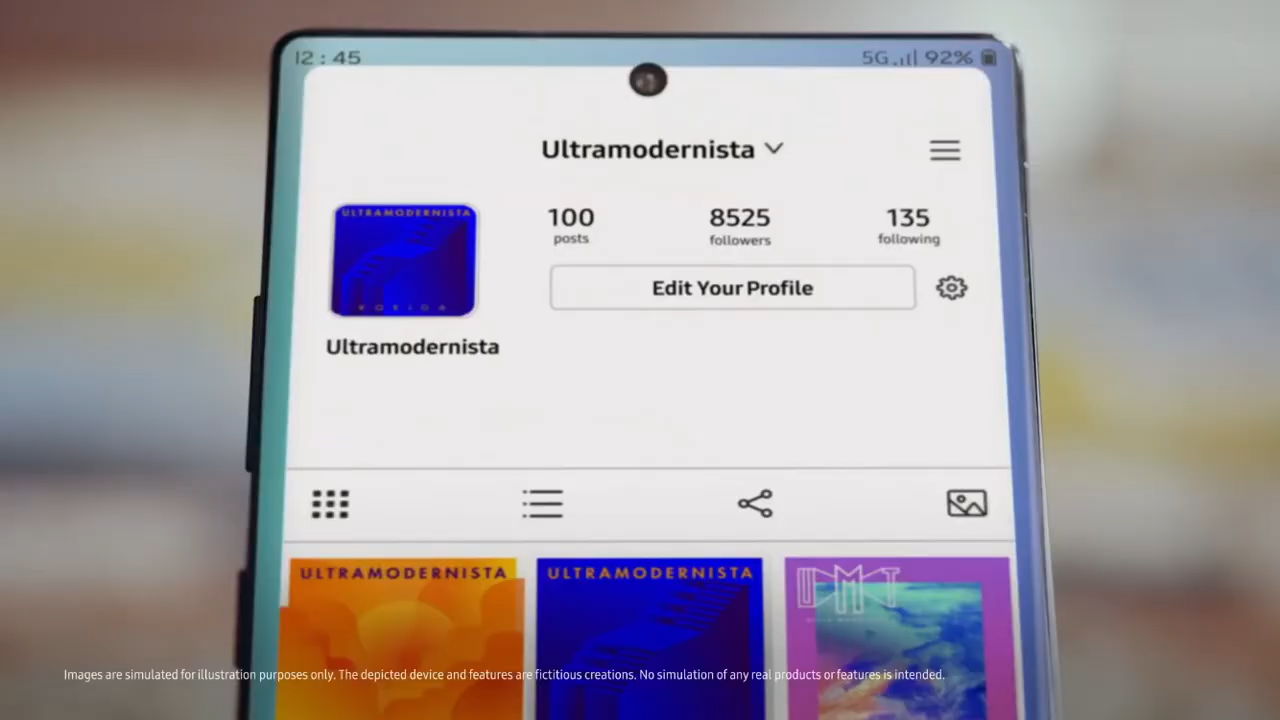 12 : 45
5G 92%
Ultramodernista
ULTRAMODERNISTA
100
posts
8525
followers
135
following
Edit Your Profile
Ultramodernista
ULTRAMODERNISTA
ULTRAMODERNISTA
UMT
Images are simulated for illustration purposes only. The depicted device and features are fictitious creations. No simulation of any real products or features is intended.